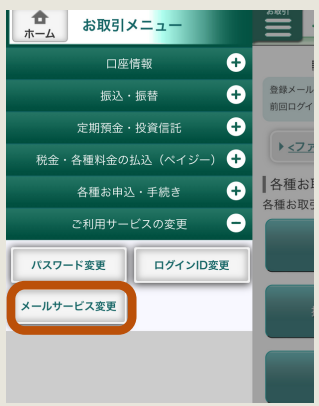 お取引
ホーム
お取引メニュー
口座情報
振込・振替
定期預金・投資信託
税金・各種料金の払込（ペイジー）
各種お申込・手続き
ご利用サービスの変更
パスワード変更
ログインID変更
メールサービス変更
登録メール
前回ログイ
<ファ
各種お
各種お取